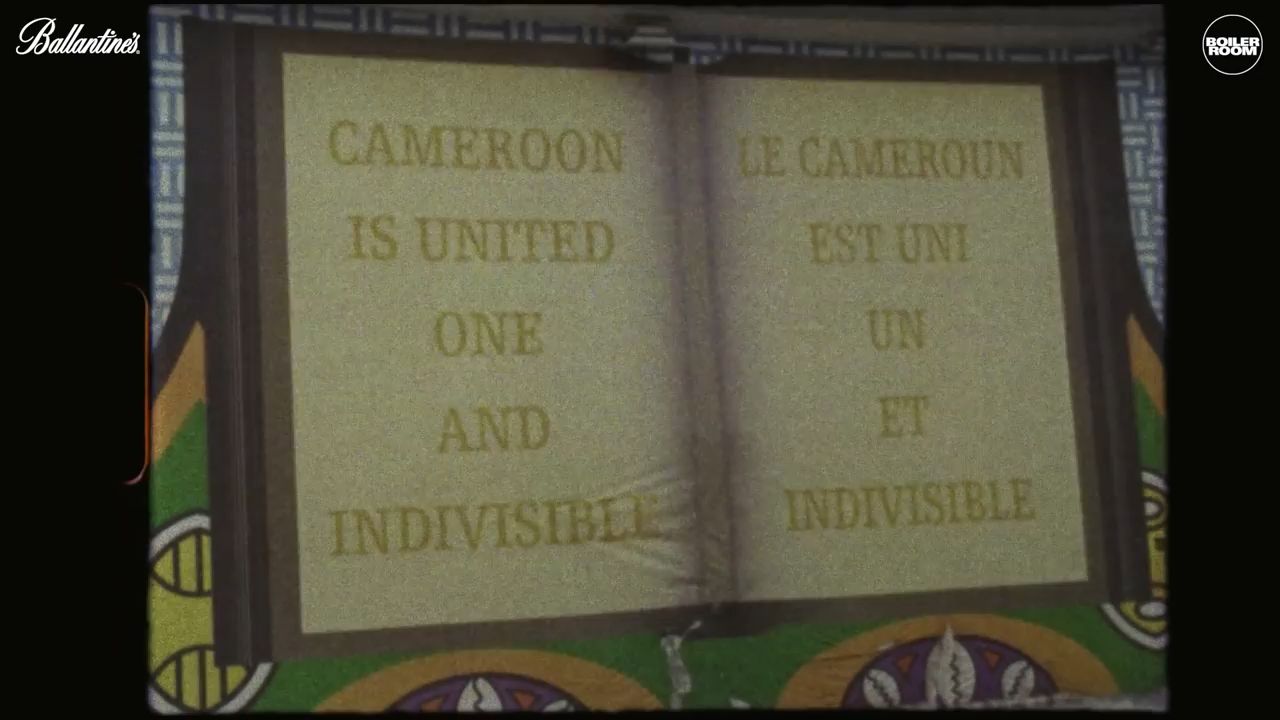 Ballantine's
BOILER
ROOM
CAMEROON
IS UNITED
ONE
AND
INDIVISIBLE
LE CAMEROUN
EST UNI
UN
ET
INDIVISIBLE